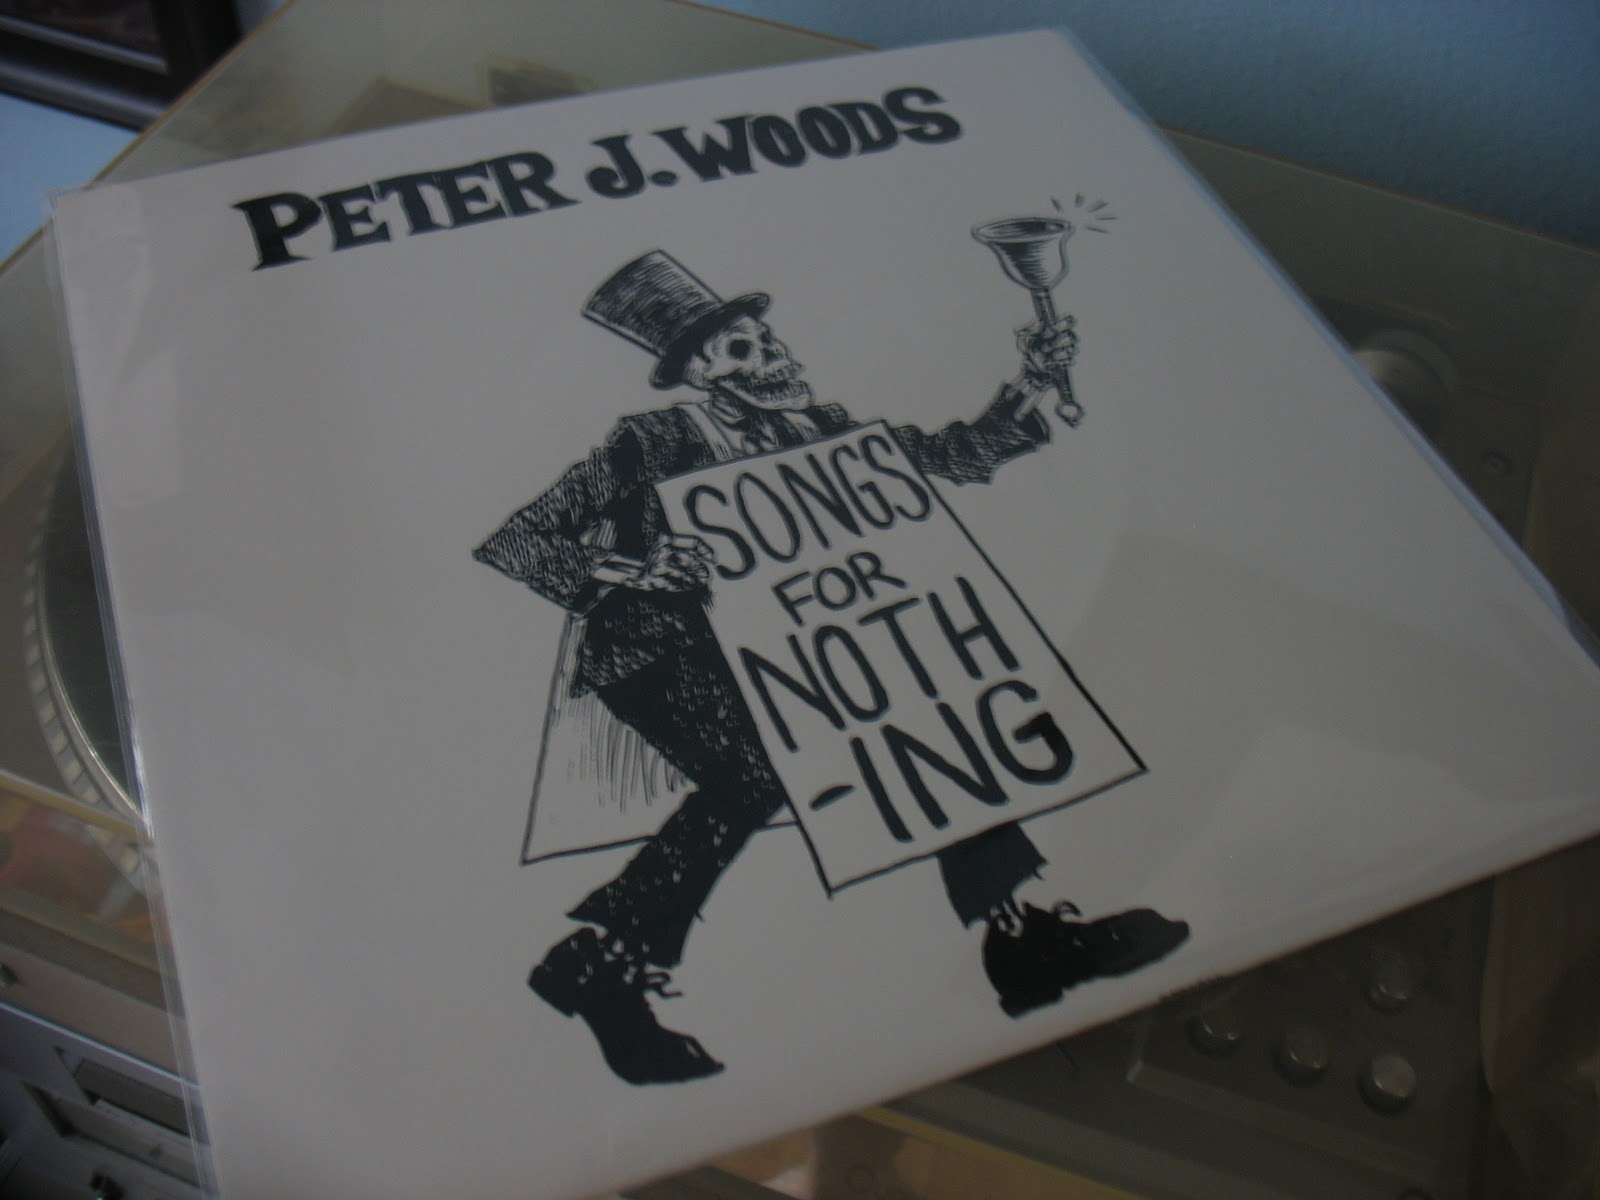 PETER J. WOODS
SONGS
FOR
NOTH
-ING